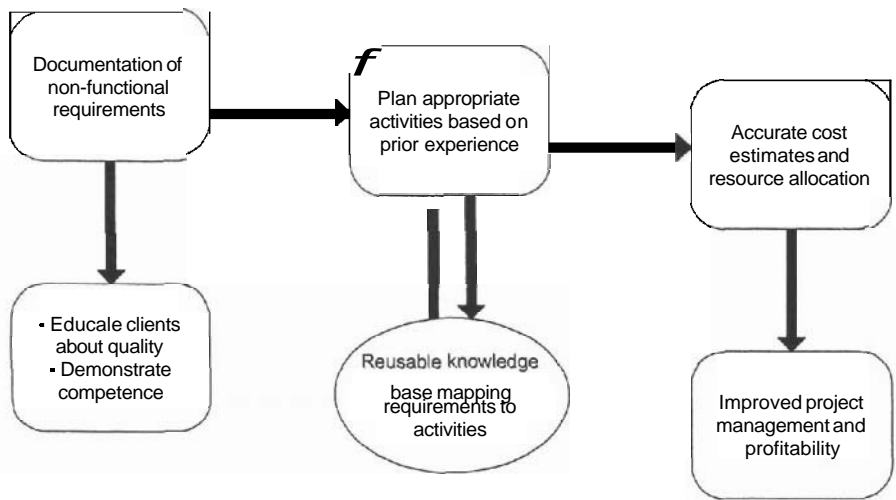 Documentation of
non-functional
requirements
f
Plan appropriate
activities based on
prior experience
Accurate cost
estimates and
resource allocation
- Educale clients
about quality
- Demonstrate
competence
Reusable knowledge
base mapping
requirements to
activities
Improved project
management and
profitability